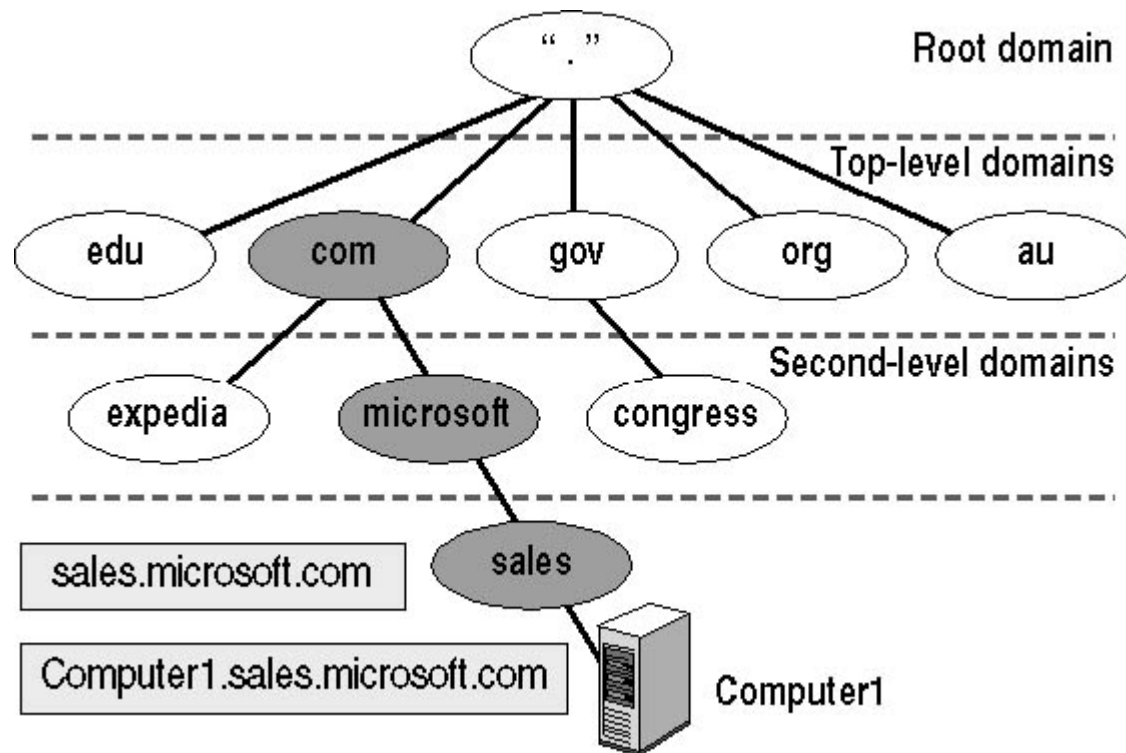 “.”
Root domain
Top-level domains
edu
com
gov
org
au
Second-level domains
expedia
microsoft
congress
sales.microsoft.com
sales
Computer1.sales.microsoft.com
Computer1